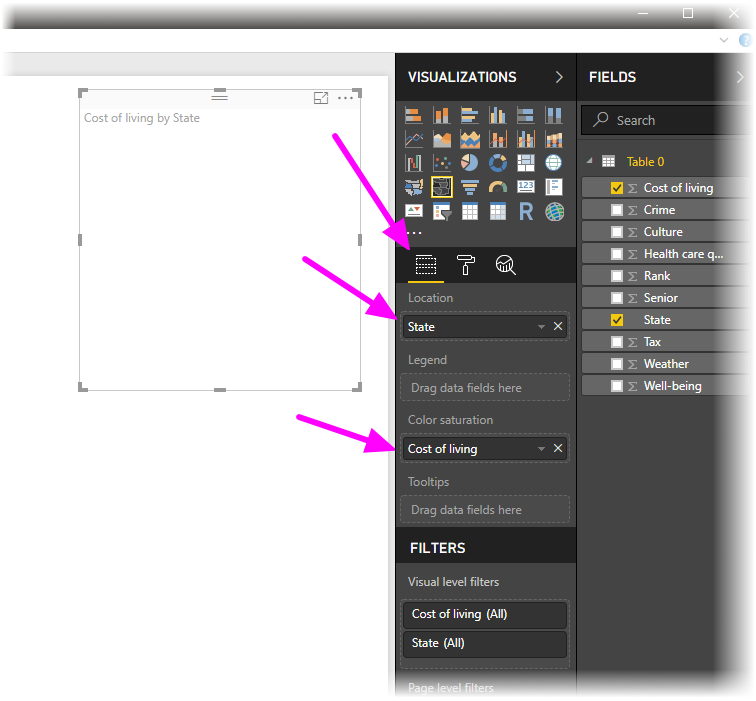 Cost of living by State
VISUALIZATIONS
123
R
...
Location
State
Legend
Drag data fields here
Color saturation
Cost of living
Tooltips
Drag data fields here
FILTERS
Visual level filters
Cost of living (All)
State (All)
Page level filters
FIELDS
Search
Table 0
Σ Cost of living
Σ Crime
Σ Culture
Σ Health care q...
Σ Rank
Σ Senior
State
Σ Tax
Σ Weather
Σ Well-being